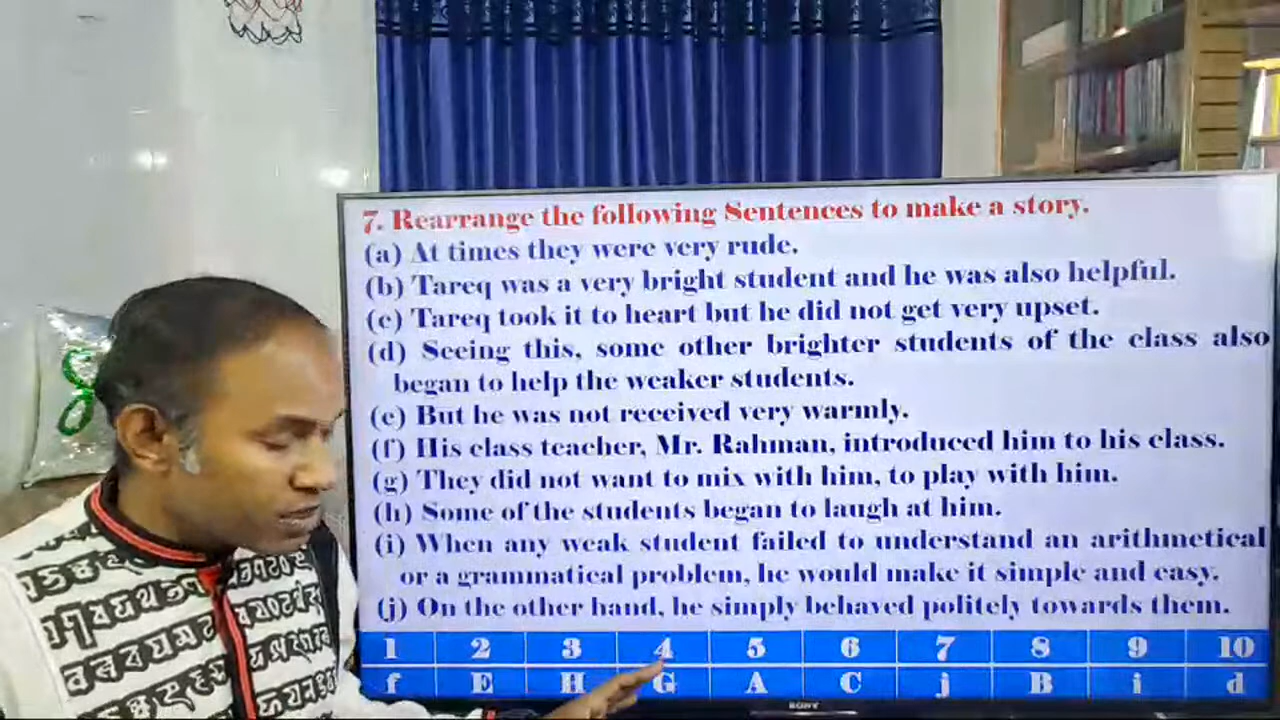 7. Rearrange the following Sentences to make a story.
(a) At times they were very rude.
(b) Tareq was a very bright student and he was also helpful.
(c) Tareq took it to heart but he did not get very upset.
(d) Seeing this, some other brighter students of the class also
began to help the weaker students.
(e) But he was not received very warmly.
(f) His class teacher, Mr. Rahman, introduced him to his class.
(g) They did not want to mix with him, to play with him.
(h) Some of the students began to laugh at him.
(i) When any weak student failed to understand an arithmetical
or a grammatical problem, he would make it simple and easy.
(j) On the other hand, he simply behaved politely towards them.
1 2 3 4 5 6 7 8 9 10
f E H G A C j B i d
SONY